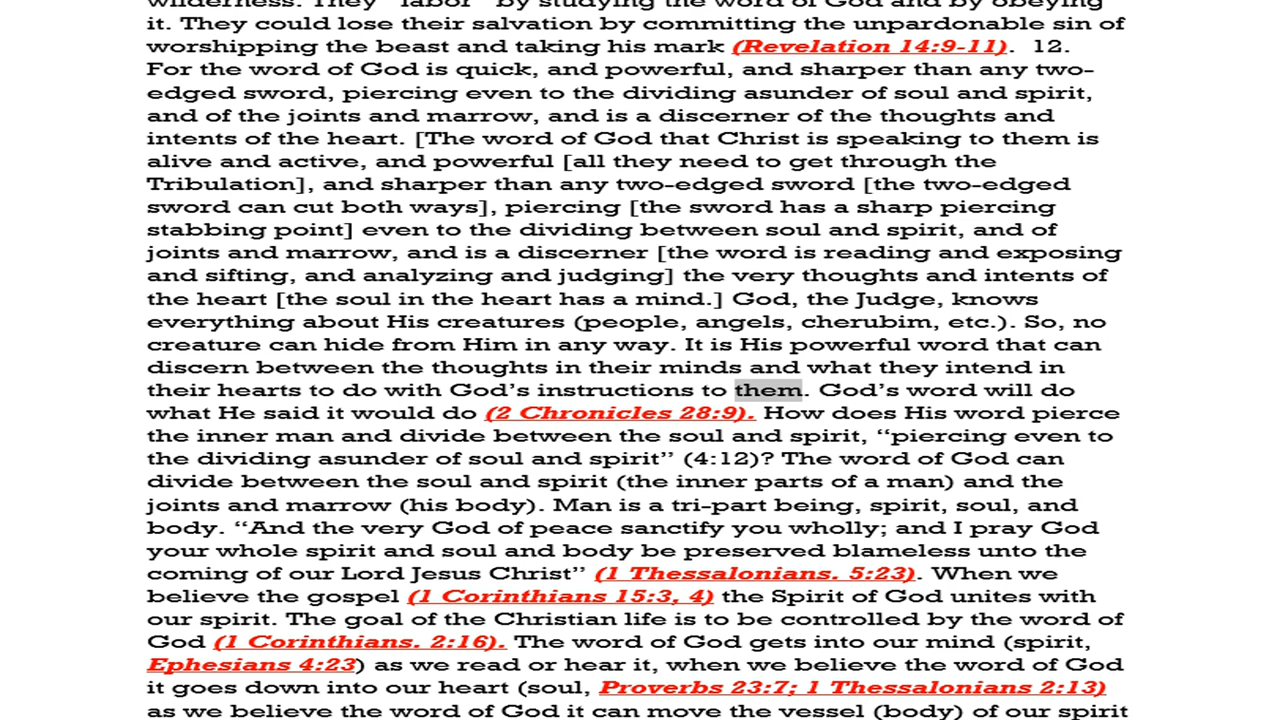 wilderness. They "labor" by studying the word of God and by obeying
it. They could lose their salvation by committing the unpardonable sin of
worshipping the beast and taking his mark (Revelation 14:9-11).  12.
For the word of God is quick, and powerful, and sharper than any two-
edged sword, piercing even to the dividing asunder of soul and spirit,
and of the joints and marrow, and is a discerner of the thoughts and
intents of the heart. [The word of God that Christ is speaking to them is
alive and active, and powerful [all they need to get through the
Tribulation], and sharper than any two-edged sword [the two-edged
sword can cut both ways], piercing [the sword has a sharp piercing
stabbing point] even to the dividing between soul and spirit, and of
joints and marrow, and is a discerner [the word is reading and exposing
and sifting, and analyzing and judging] the very thoughts and intents of
the heart [the soul in the heart has a mind.] God, the Judge, knows
everything about His creatures (people, angels, cherubim, etc.). So, no
creature can hide from Him in any way. It is His powerful word that can
discern between the thoughts in their minds and what they intend in
their hearts to do with God's instructions to them. God's word will do
what He said it would do (2 Chronicles 28:9). How does His word pierce
the inner man and divide between the soul and spirit, "piercing even to
the dividing asunder of soul and spirit" (4:12)? The word of God can
divide between the soul and spirit (the inner parts of a man) and the
joints and marrow (his body). Man is a tri-part being, spirit, soul, and
body. "And the very God of peace sanctify you wholly; and I pray God
your whole spirit and soul and body be preserved blameless unto the
coming of our Lord Jesus Christ" (1 Thessalonians. 5:23). When we
believe the gospel (1 Corinthians 15:3, 4) the Spirit of God unites with
our spirit. The goal of the Christian life is to be controlled by the word of
God (1 Corinthians. 2:16). The word of God gets into our mind (spirit,
Ephesians 4:23) as we read or hear it, when we believe the word of God
it goes down into our heart (soul, Proverbs 23:7; 1 Thessalonians 2:13)
as we believe the word of God it can move the vessel (body) of our spirit